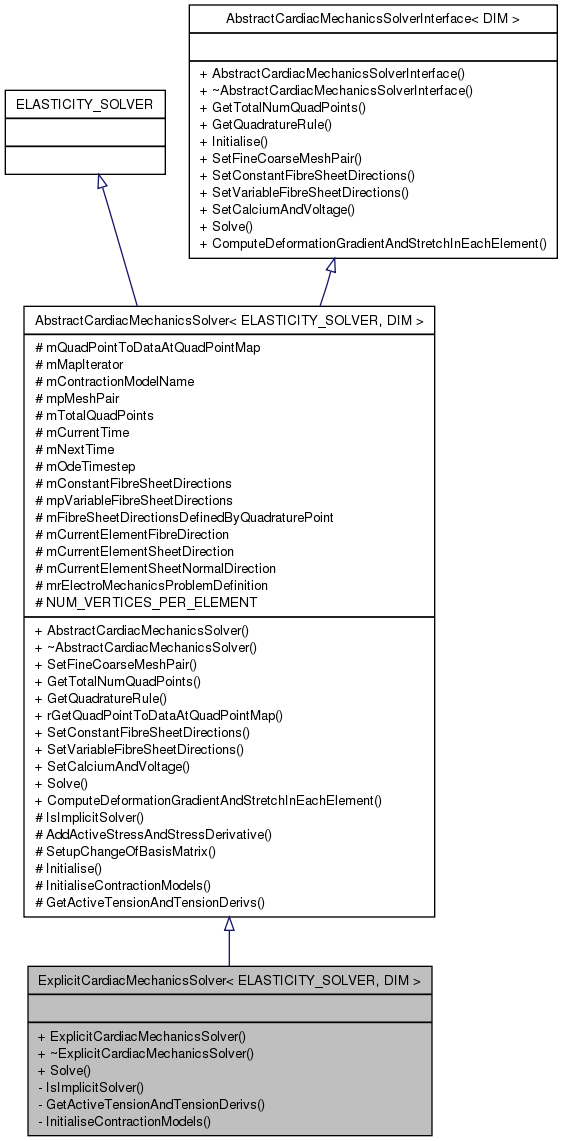 AbstractCardiacMechanicsSolverInterface< DIM >
+ AbstractCardiacMechanicsSolverInterface()
+ ~AbstractCardiacMechanicsSolverInterface()
+ GetTotalNumQuadPoints()
+ GetQuadratureRule()
+ Initialise()
+ SetFineCoarseMeshPair()
+ SetConstantFibreSheetDirections()
+ SetVariableFibreSheetDirections()
+ SetCalciumAndVoltage()
+ Solve()
+ ComputeDeformationGradientAndStretchInEachElement()
ELASTICITY_SOLVER
AbstractCardiacMechanicsSolver< ELASTICITY_SOLVER, DIM >
# mQuadPointToDataAtQuadPointMap
# mMapIterator
# mContractionModelName
# mpMeshPair
# mTotalQuadPoints
# mCurrentTime
# mNextTime
# mOdeTimestep
# mConstantFibreSheetDirections
# mpVariableFibreSheetDirections
# mFibreSheetDirectionsDefinedByQuadraturePoint
# mCurrentElementFibreDirection
# mCurrentElementSheetDirection
# mCurrentElementSheetNormalDirection
# mrElectroMechanicsProblemDefinition
# NUM_VERTICES_PER_ELEMENT
+ AbstractCardiacMechanicsSolver()
+ ~AbstractCardiacMechanicsSolver()
+ SetFineCoarseMeshPair()
+ GetTotalNumQuadPoints()
+ GetQuadratureRule()
+ rGetQuadPointToDataAtQuadPointMap()
+ SetConstantFibreSheetDirections()
+ SetVariableFibreSheetDirections()
+ SetCalciumAndVoltage()
+ Solve()
+ ComputeDeformationGradientAndStretchInEachElement()
# IsImplicitSolver()
# AddActiveStressAndStressDerivative()
# SetupChangeOfBasisMatrix()
# Initialise()
# InitialiseContractionModels()
# GetActiveTensionAndTensionDerivs()
ExplicitCardiacMechanicsSolver< ELASTICITY_SOLVER, DIM >
+ ExplicitCardiacMechanicsSolver()
+ ~ExplicitCardiacMechanicsSolver()
+ Solve()
- IsImplicitSolver()
- GetActiveTensionAndTensionDerivs()
- InitialiseContractionModels()